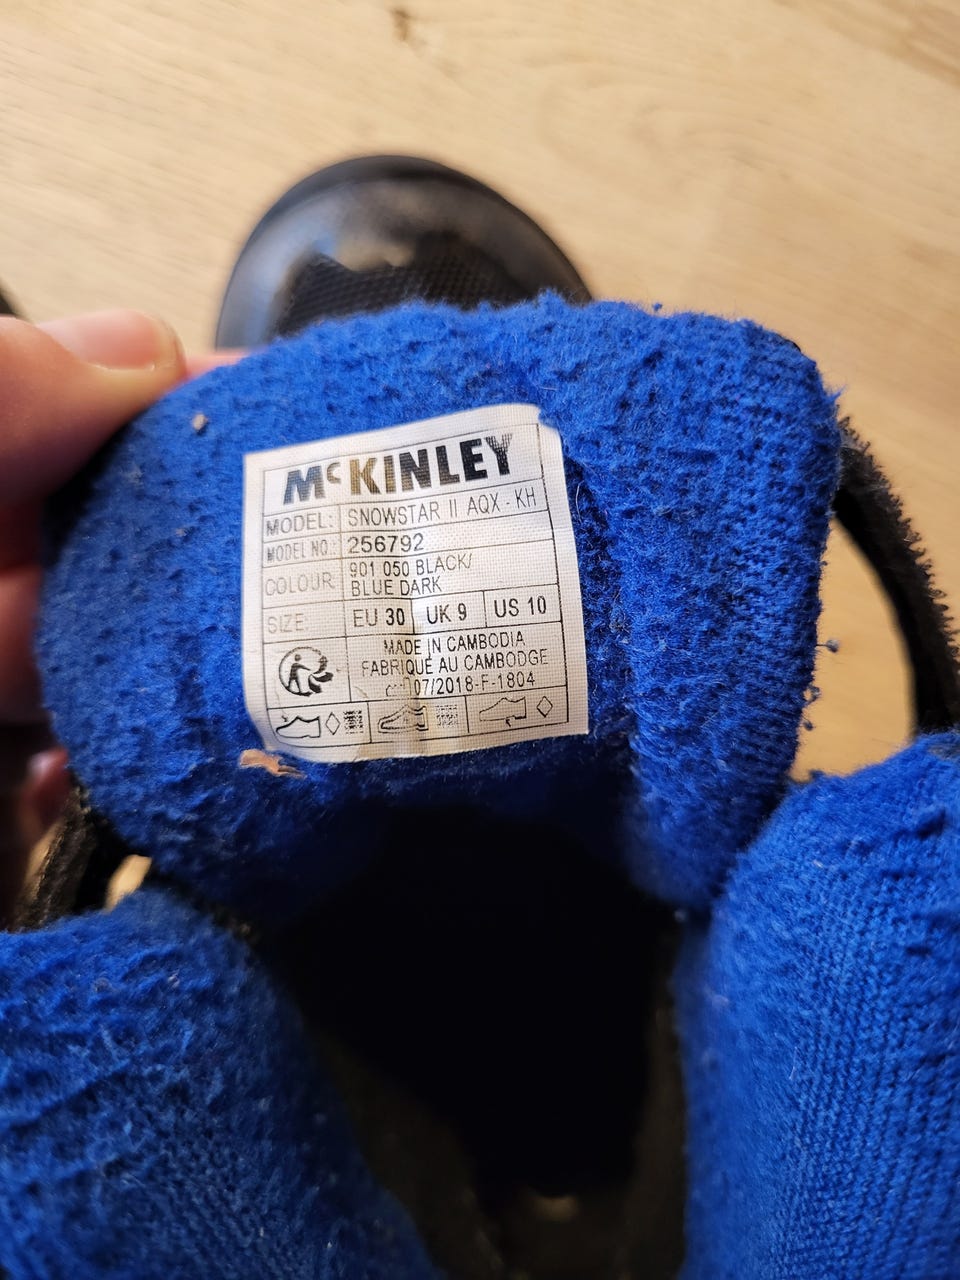 McKINLEY
MODEL: SNOWSTAR II AQX - KH
MODEL NO.: 256792
COLOUR: 901 050 BLACK/
BLUE DARK
SIZE: EU 30 UK 9 US 10
MADE IN CAMBODIA
FABRIQUÉ AU CAMBODGE
07/2018-F-1804